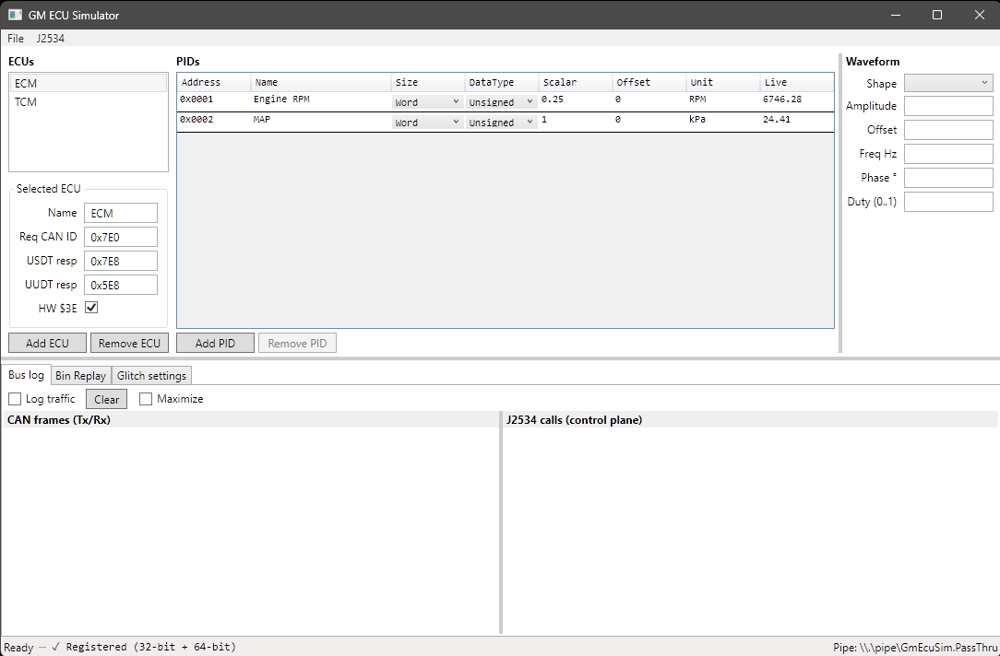 GM ECU Simulator
File J2534
ECUs
ECM
TCM
Selected ECU
Name ECM
Req CAN ID 0x7E0
USDT resp 0x7E8
UUDT resp 0x5E8
HW $3E
Add ECU Remove ECU
PIDs
Address Name Size DataType Scalar Offset Unit Live
0x0001 Engine RPM Word Unsigned 0.25 0 RPM 6746.28
0x0002 MAP Word Unsigned 1 0 kPa 24.41
Add PID Remove PID
Waveform
Shape
Amplitude
Offset
Freq Hz
Phase °
Duty (0..1)
Bus log Bin Replay Glitch settings
Log traffic Clear Maximize
CAN frames (Tx/Rx)
J2534 calls (control plane)
Ready — ✓ Registered (32-bit + 64-bit)
Pipe: \\.\pipe\GmEcuSim.PassThru